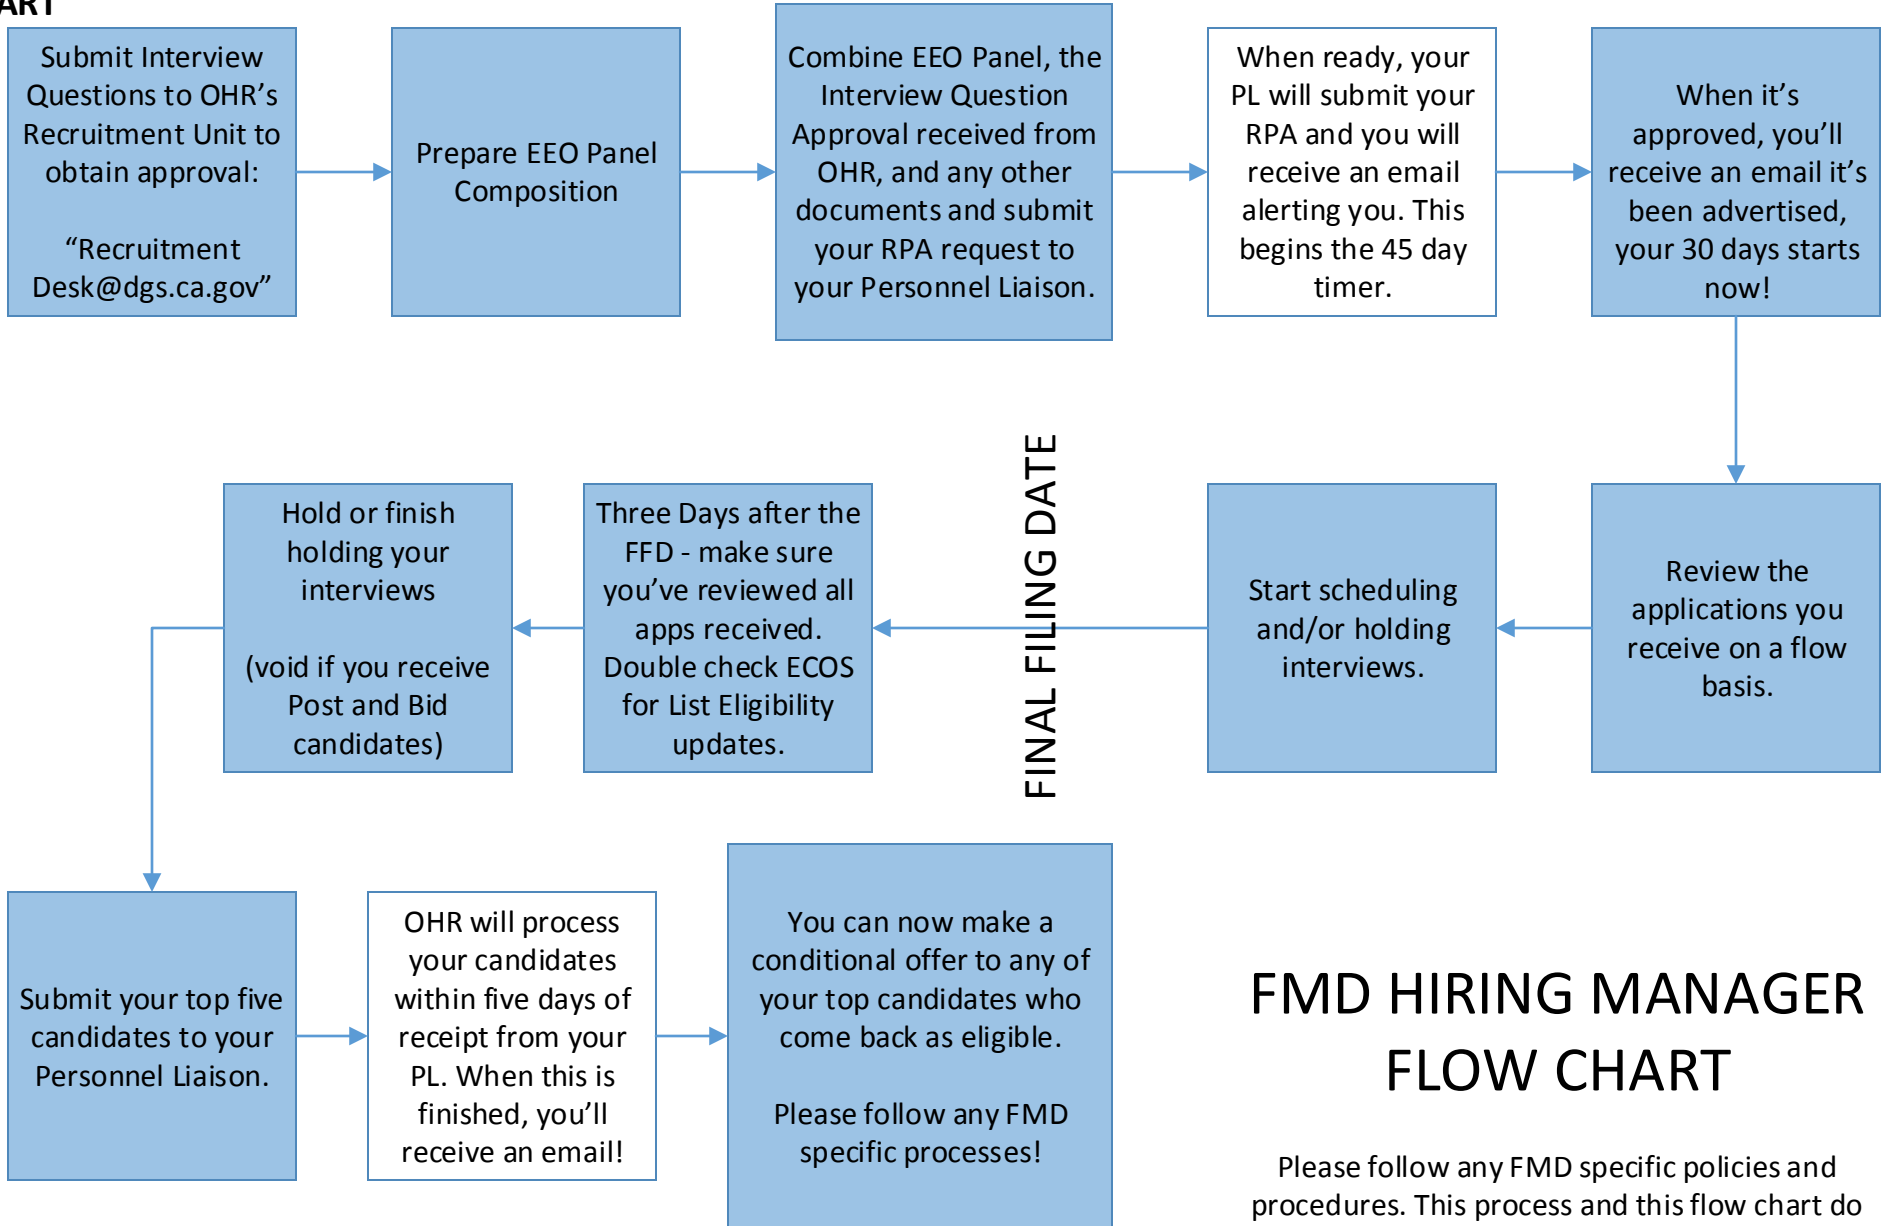 Submit Interview
Questions to OHR's
Recruitment Unit to
obtain approval:
“Recruitment
Desk@dgs.ca.gov”
Prepare EEO Panel
Composition
Combine EEO Panel, the
Interview Question
Approval received from
OHR, and any other
documents and submit
your RPA request to
your Personnel Liaison.
When ready, your
PL will submit your
RPA and you will
receive an email
alerting you. This
begins the 45 day
timer.
When it’s
approved, you’ll
receive an email it’s
been advertised,
your 30 days starts
now!
Review the
applications you
receive on a flow
basis.
Start scheduling
and/or holding
interviews.
FINAL FILING DATE
Three Days after the
FFD - make sure
you’ve reviewed all
apps received.
Double check ECOS
for List Eligibility
updates.
Hold or finish
holding your
interviews
(void if you receive
Post and Bid
candidates)
Submit your top five
candidates to your
Personnel Liaison.
OHR will process
your candidates
within five days of
receipt from your
PL. When this is
finished, you’ll
receive an email!
You can now make a
conditional offer to any of
your top candidates who
come back as eligible.
Please follow any FMD
specific processes!
FMD HIRING MANAGER
FLOW CHART
Please follow any FMD specific policies and
procedures. This process and this flow chart do